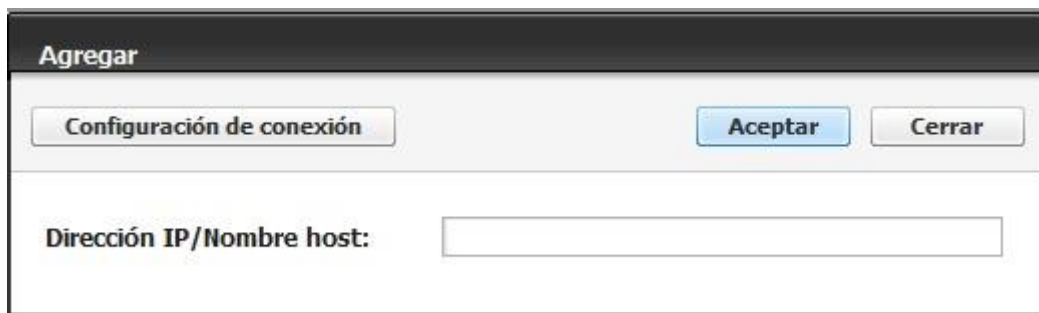 Agregar
Configuración de conexión Aceptar Cerrar
Dirección IP/Nombre host: